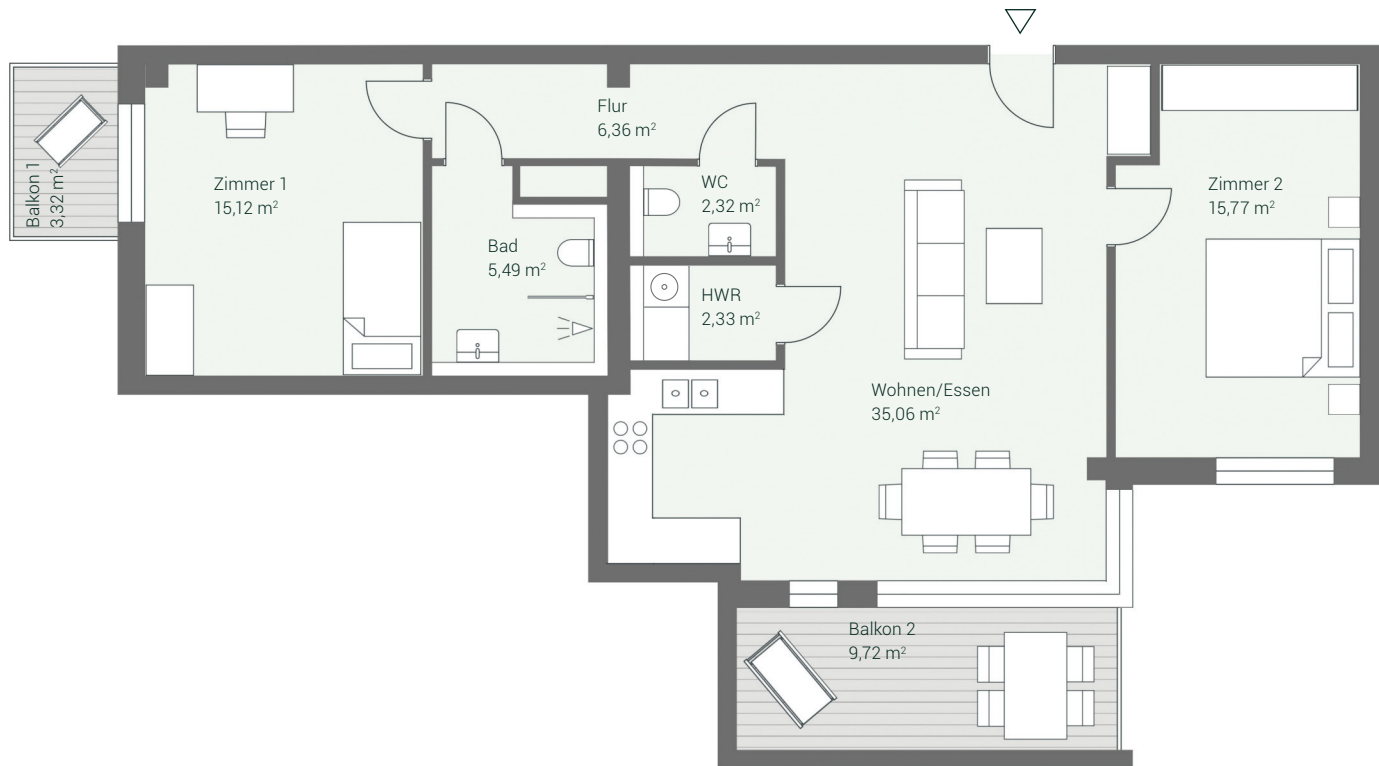 Balkon 1
3,32 m²
Zimmer 1
15,12 m²
Flur
6,36 m²
Bad
5,49 m²
WC
2,32 m²
HWR
2,33 m²
Wohnen/Essen
35,06 m²
Zimmer 2
15,77 m²
Balkon 2
9,72 m²